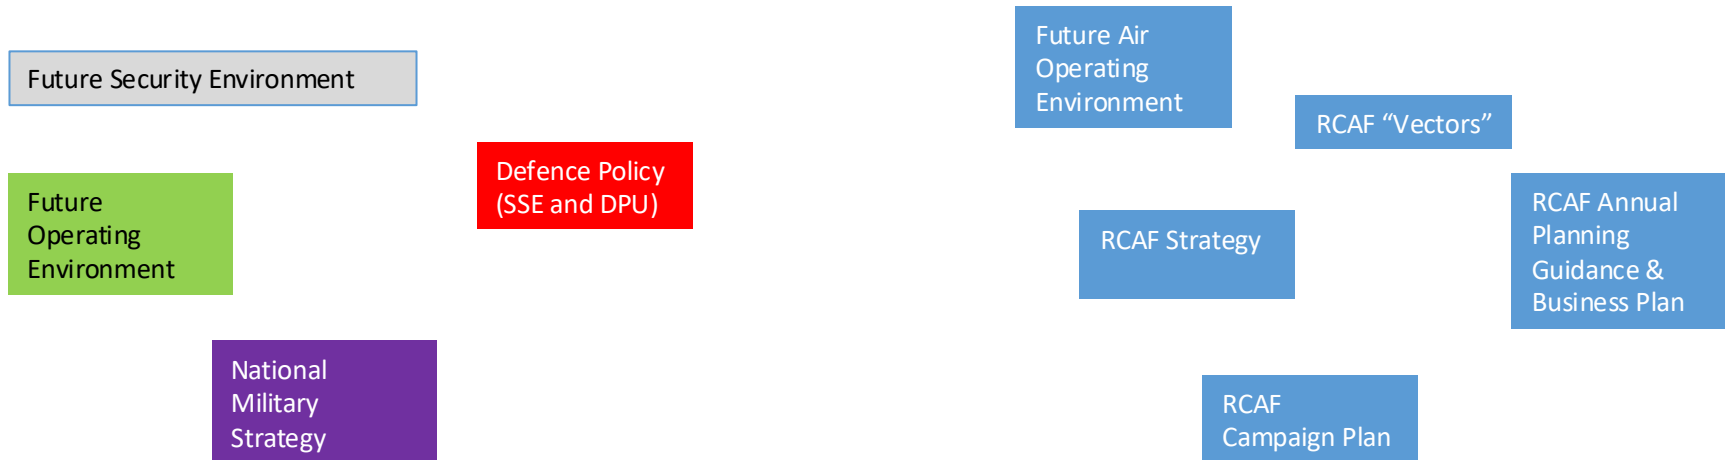 Future Security Environment
Future
Operating
Environment
National
Military
Strategy
Defence Policy
(SSE and DPU)
Future Air
Operating
Environment
RCAF “Vectors”
RCAF Strategy
RCAF Annual
Planning
Guidance &
Business Plan
RCAF
Campaign Plan